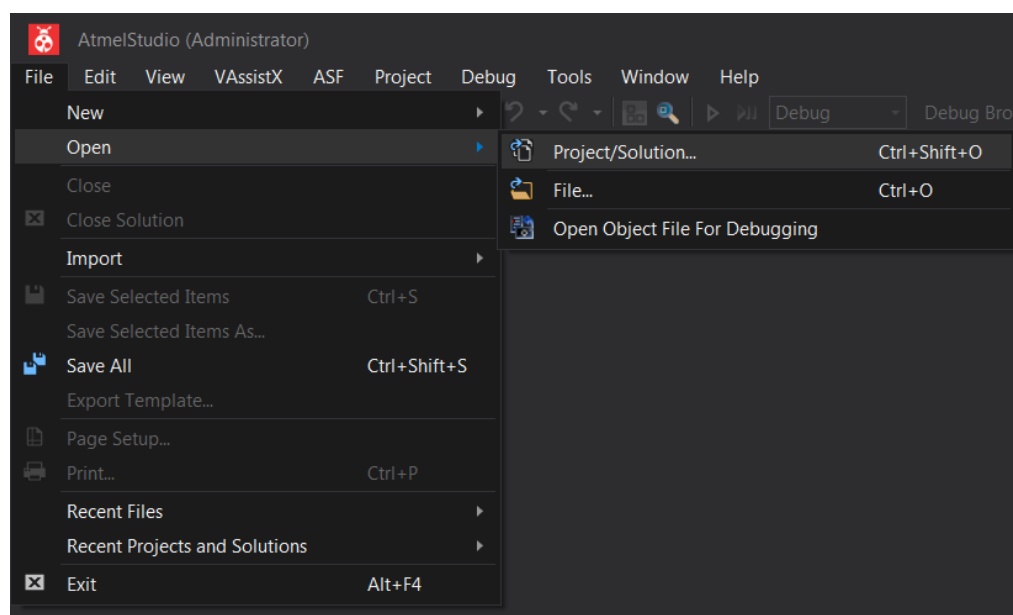 AtmelStudio (Administrator)
File Edit View VAssistX ASF Project Debug Tools Window Help
Debug Debug Bro
New
Open
Close
Close Solution
Import
Save Selected Items Ctrl+S
Save Selected Items As...
Save All Ctrl+Shift+S
Export Template...
Page Setup...
Print... Ctrl+P
Recent Files
Recent Projects and Solutions
Exit Alt+F4
Project/Solution... Ctrl+Shift+O
File... Ctrl+O
Open Object File For Debugging